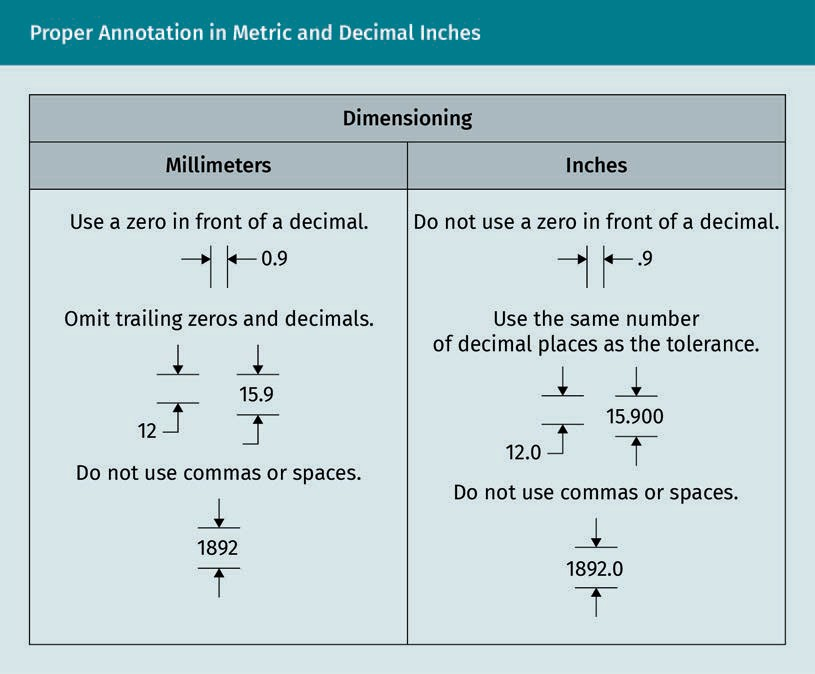 Proper Annotation in Metric and Decimal Inches
Dimensioning
Millimeters
Use a zero in front of a decimal.
0.9
Omit trailing zeros and decimals.
12
15.9
Do not use commas or spaces.
1892
Inches
Do not use a zero in front of a decimal.
.9
Use the same number
of decimal places as the tolerance.
12.0
15.900
Do not use commas or spaces.
1892.0